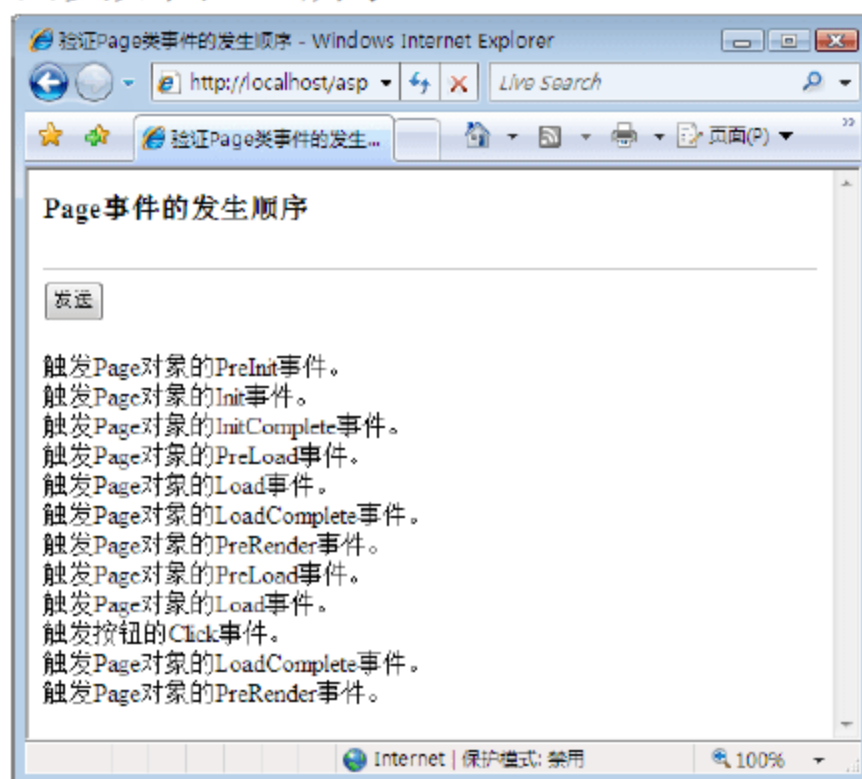 验证Page类事件的发生顺序 - Windows Internet Explorer
http://localhost/asp
Live Search
验证Page类事件的发生...
页面(P)
Page事件的发生顺序
发送
触发Page对象的PreInit事件。
触发Page对象的Init事件。
触发Page对象的InitComplete事件。
触发Page对象的PreLoad事件。
触发Page对象的Load事件。
触发Page对象的LoadComplete事件。
触发Page对象的PreRender事件。
触发Page对象的PreLoad事件。
触发Page对象的Load事件。
触发按钮的Click事件。
触发Page对象的LoadComplete事件。
触发Page对象的PreRender事件。
Internet | 保护模式: 禁用
100%